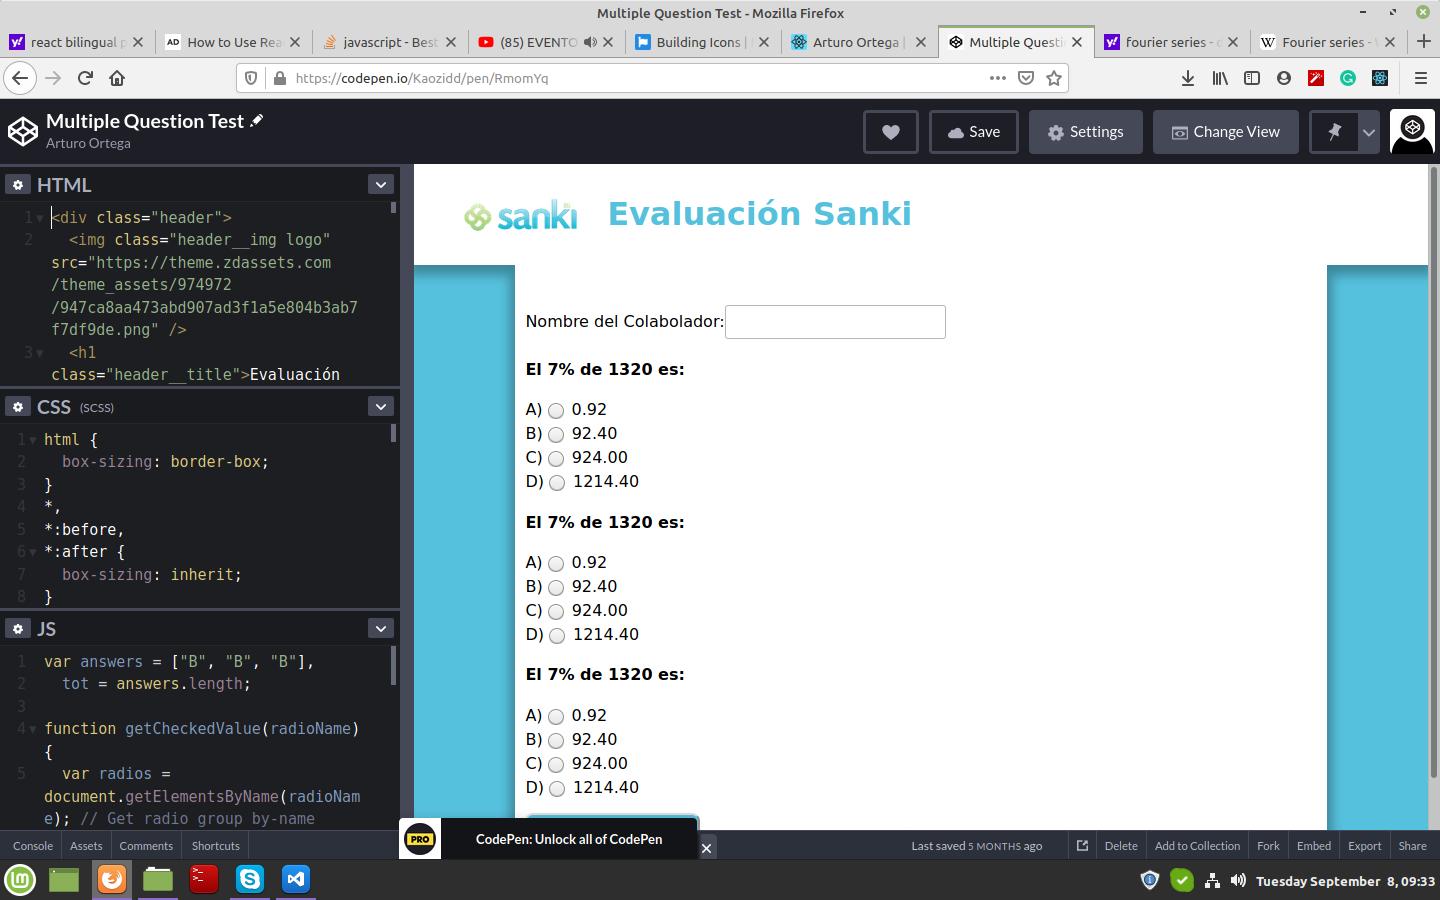 Multiple Question Test - Mozilla Firefox
react bilingual p
How to Use Rea
javascript - Best
(85) EVENTO
Building Icons |
Arturo Ortega |
Multiple Questi
fourier series - d
Fourier series - W
https://codepen.io/Kaozidd/pen/RmomYq
Multiple Question Test
Arturo Ortega
Save
Settings
Change View
HTML
1 <div class="header">
2 <img class="header__img logo"
src="https://theme.zdassets.com
/theme_assets/974972
/947ca8aa473abd907ad3f1a5e804b3ab7
f7df9de.png" />
3 <h1
class="header__title">Evaluación
CSS (SCSS)
1 html {
2 box-sizing: border-box;
3 }
4 *,
5 *:before,
6 *:after {
7 box-sizing: inherit;
8 }
JS
1 var answers = ["B", "B", "B"],
2 tot = answers.length;
3
4 function getCheckedValue(radioName)
{
5 var radios =
document.getElementsByName(radioNam
e); // Get radio group by-name
sanki
Evaluación Sanki
Nombre del Colabolador:
El 7% de 1320 es:
A) 0.92
B) 92.40
C) 924.00
D) 1214.40
El 7% de 1320 es:
A) 0.92
B) 92.40
C) 924.00
D) 1214.40
El 7% de 1320 es:
A) 0.92
B) 92.40
C) 924.00
D) 1214.40
Console
Assets
Comments
Shortcuts
PRO
CodePen: Unlock all of CodePen
Last saved 5 MONTHS ago
Delete
Add to Collection
Fork
Embed
Export
Share
Tuesday September 8, 09:33